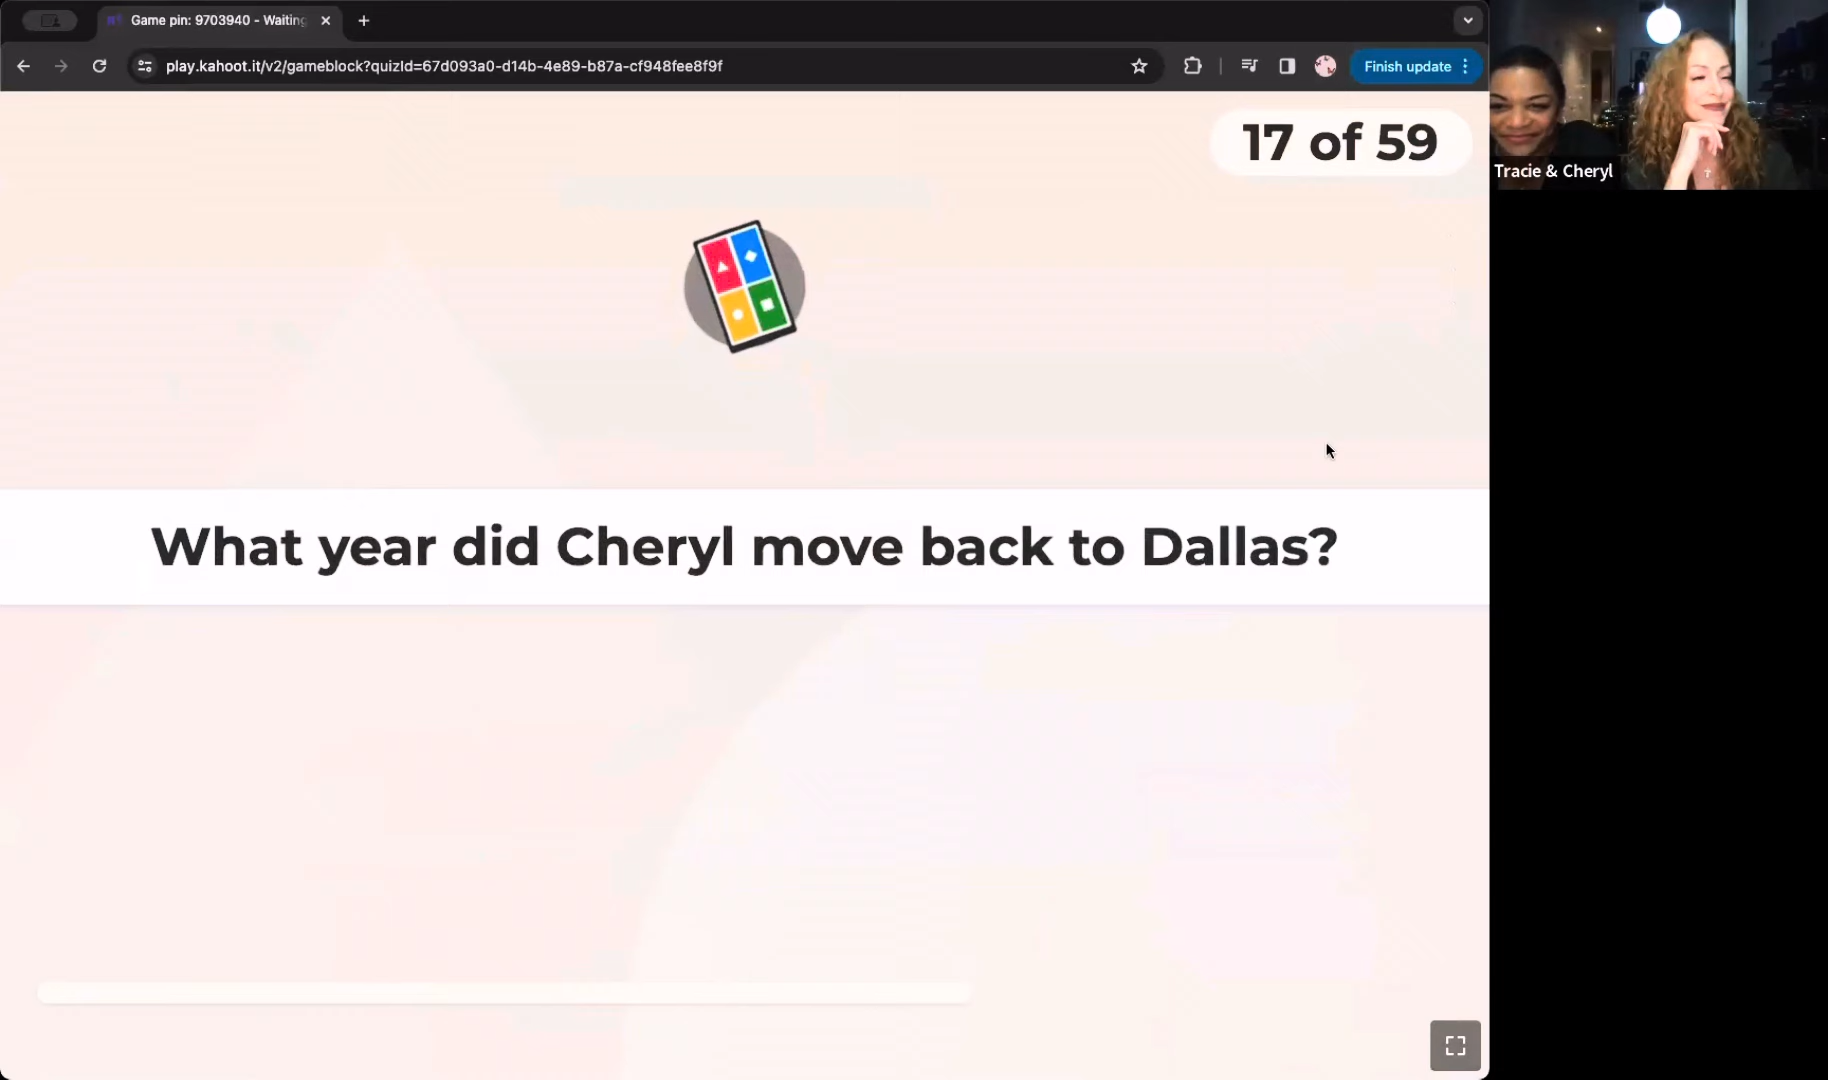 Game pin: 9703940 - Waiting
play.kahoot.it/v2/gameblock?quizId=67d093a0-d14b-4e89-b87a-cf948fee8f9f
Finish update
17 of 59
Tracie & Cheryl
What year did Cheryl move back to Dallas?